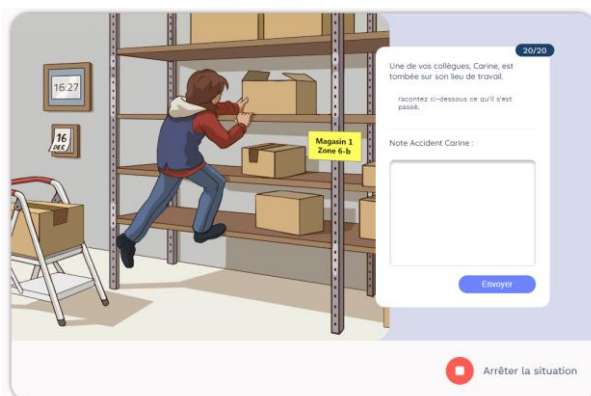 16:27
16
DEC
Magasin 1
Zone 6-b
20/20
Une de vos collègues, Carine, est
tombée sur son lieu de travail.
racontez ci-dessous ce qu'il s'est
passé.
Note Accident Carine :
Envoyer
Arrêter la situation